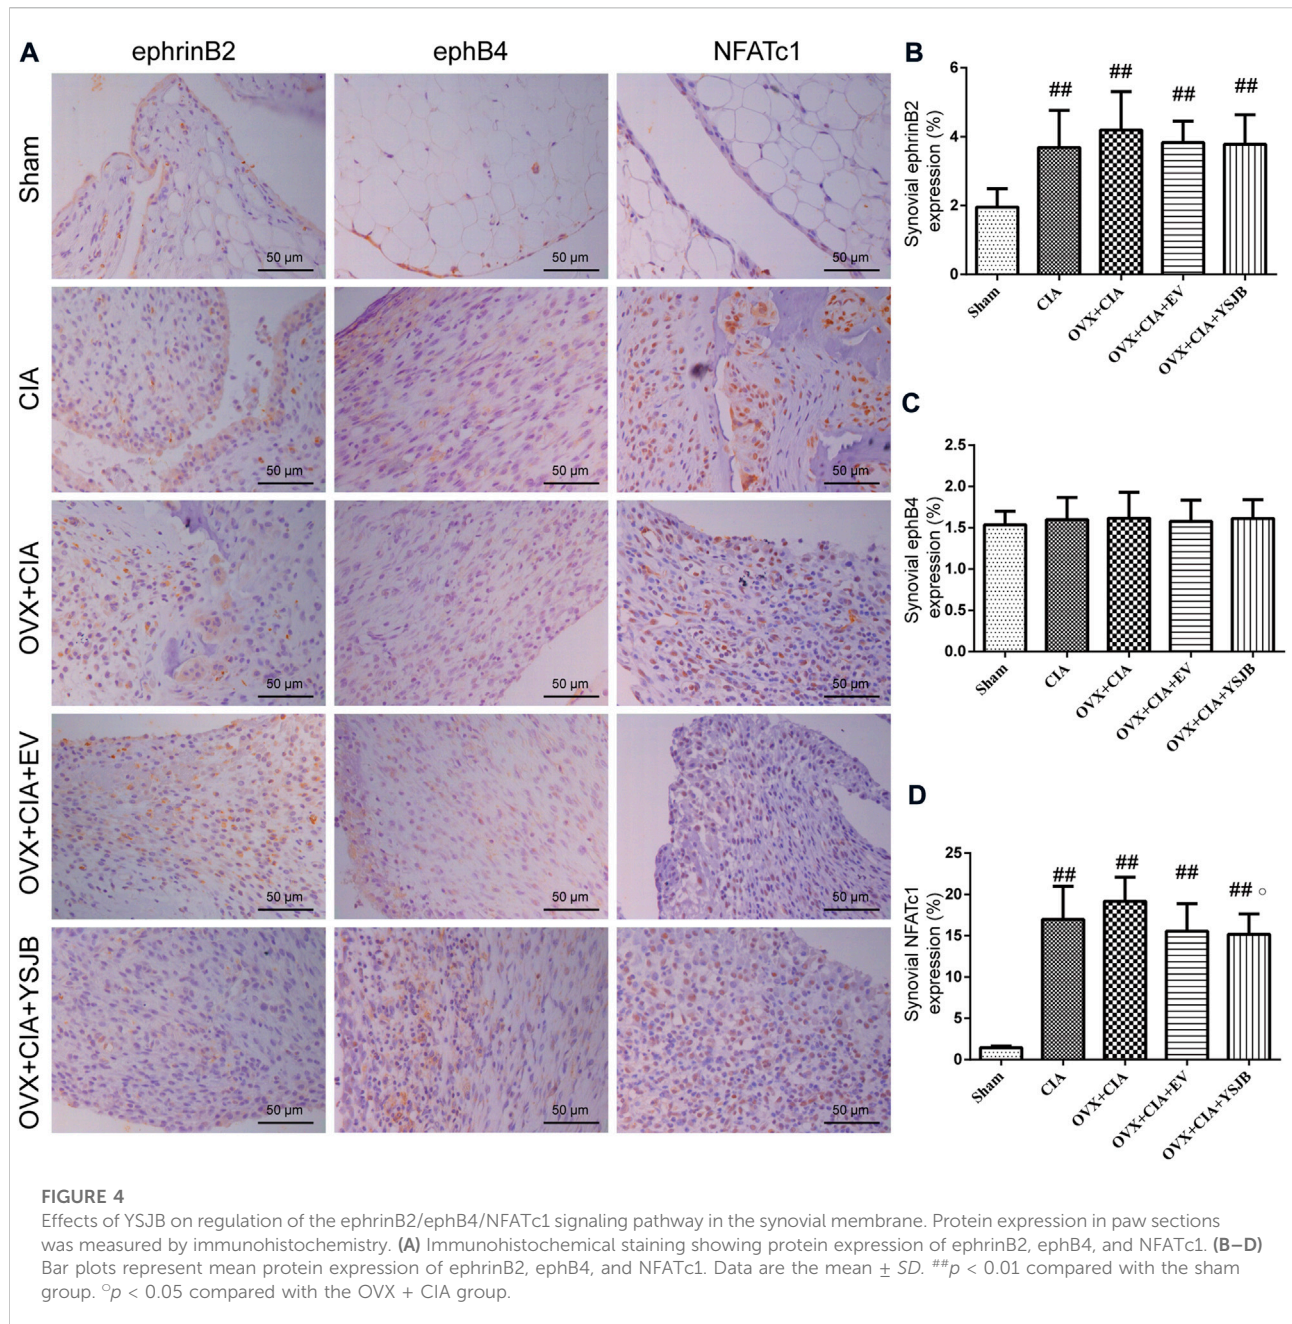 A
ephrinB2
ephB4
NFATc1
Sham
50 µm
50 µm
50 µm
CIA
50 µm
50 µm
50 µm
OVX+CIA
50 µm
50 µm
50 µm
OVX+CIA+EV
50 µm
50 µm
50 µm
OVX+CIA+YSJB
50 µm
50 µm
50 µm
B
Synovial ephrinB2
expression (%)
6
4
2
0
##
##
##
##
Sham
CIA
OVX+CIA
OVX+CIA+EV
OVX+CIA+YSJB
C
Synovial ephB4
expression (%)
2.5
2.0
1.5
1.0
0.5
0.0
Sham
CIA
OVX+CIA
OVX+CIA+EV
OVX+CIA+YSJB
D
Synovial NFATc1
expression (%)
25
20
15
10
5
0
##
##
##
## ○
Sham
CIA
OVX+CIA
OVX+CIA+EV
OVX+CIA+YSJB
FIGURE 4
Effects of YSJB on regulation of the ephrinB2/ephB4/NFATc1 signaling pathway in the synovial membrane. Protein expression in paw sections
was measured by immunohistochemistry. (A) Immunohistochemical staining showing protein expression of ephrinB2, ephB4, and NFATc1. (B–D)
Bar plots represent mean protein expression of ephrinB2, ephB4, and NFATc1. Data are the mean ± SD. ##p < 0.01 compared with the sham
group. ○p < 0.05 compared with the OVX + CIA group.